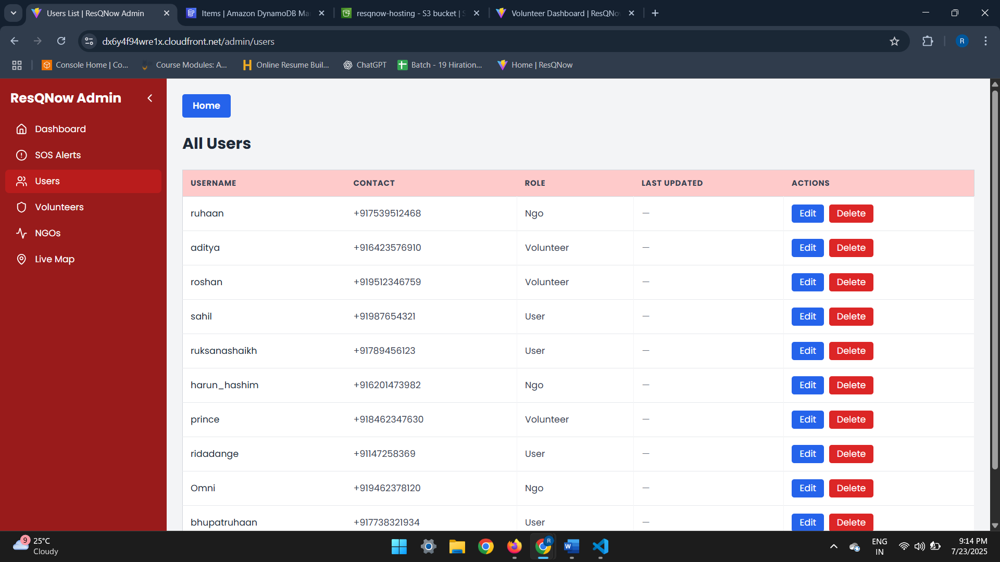 Users List | ResQNow Admin
Items | Amazon DynamoDB Ma
resqnow-hosting - S3 bucket | S
Volunteer Dashboard | ResQNo
dx6y4f94wre1x.cloudfront.net/admin/users
R
Console Home | Co...
Course Modules: A...
Online Resume Buil...
ChatGPT
Batch - 19 Hiration...
Home | ResQNow
ResQNow Admin
Dashboard
SOS Alerts
Users
Volunteers
NGOs
Live Map
Home
All Users
USERNAME CONTACT ROLE LAST UPDATED ACTIONS
ruhaan +917539512468 Ngo — Edit Delete
aditya +916423576910 Volunteer — Edit Delete
roshan +919512346759 Volunteer — Edit Delete
sahil +91987654321 User — Edit Delete
ruksanashaikh +91789456123 User — Edit Delete
harun_hashim +916201473982 Ngo — Edit Delete
prince +918462347630 Volunteer — Edit Delete
ridadange +91147258369 User — Edit Delete
Omni +919462378120 Ngo — Edit Delete
bhupatruhaan +917738321934 User — Edit Delete
9
25°C
Cloudy
R
ENG
IN
9:14 PM
7/23/2025